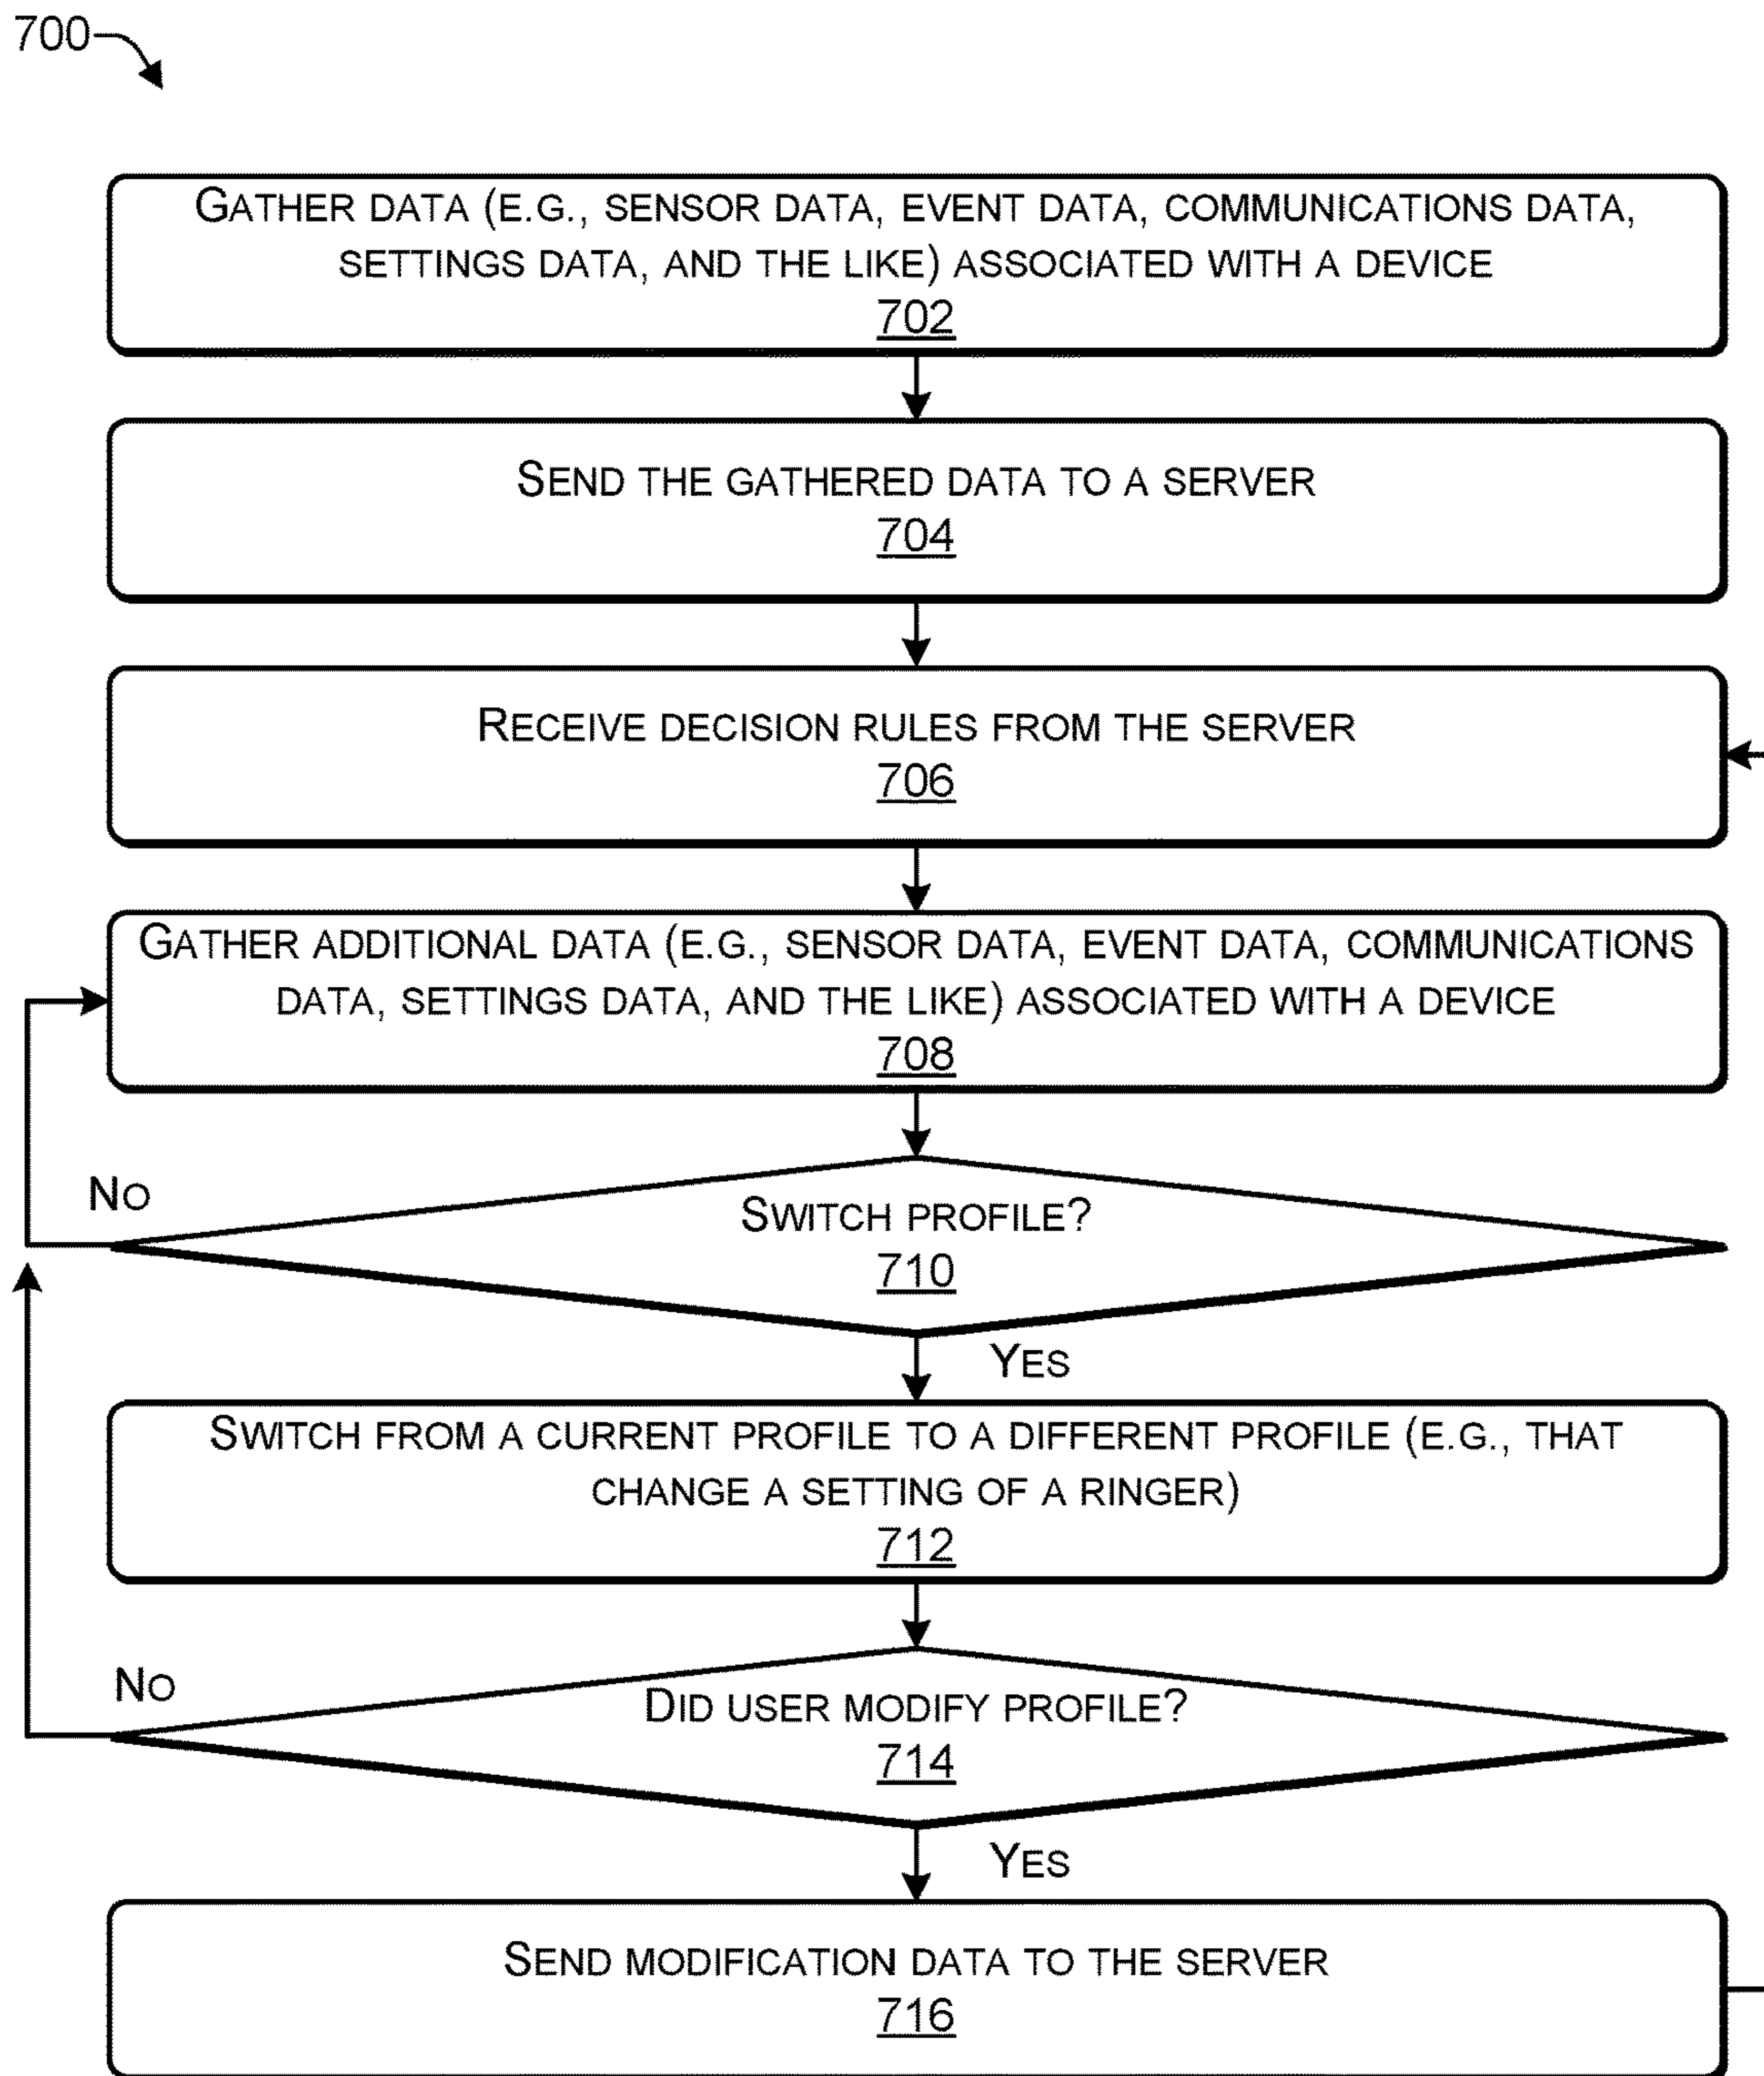 700
GATHER DATA (E.G., SENSOR DATA, EVENT DATA, COMMUNICATIONS DATA,
SETTINGS DATA, AND THE LIKE) ASSOCIATED WITH A DEVICE
702
SEND THE GATHERED DATA TO A SERVER
704
RECEIVE DECISION RULES FROM THE SERVER
706
GATHER ADDITIONAL DATA (E.G., SENSOR DATA, EVENT DATA, COMMUNICATIONS
DATA, SETTINGS DATA, AND THE LIKE) ASSOCIATED WITH A DEVICE
708
NO
SWITCH PROFILE?
710
YES
SWITCH FROM A CURRENT PROFILE TO A DIFFERENT PROFILE (E.G., THAT
CHANGE A SETTING OF A RINGER)
712
NO
DID USER MODIFY PROFILE?
714
YES
SEND MODIFICATION DATA TO THE SERVER
716